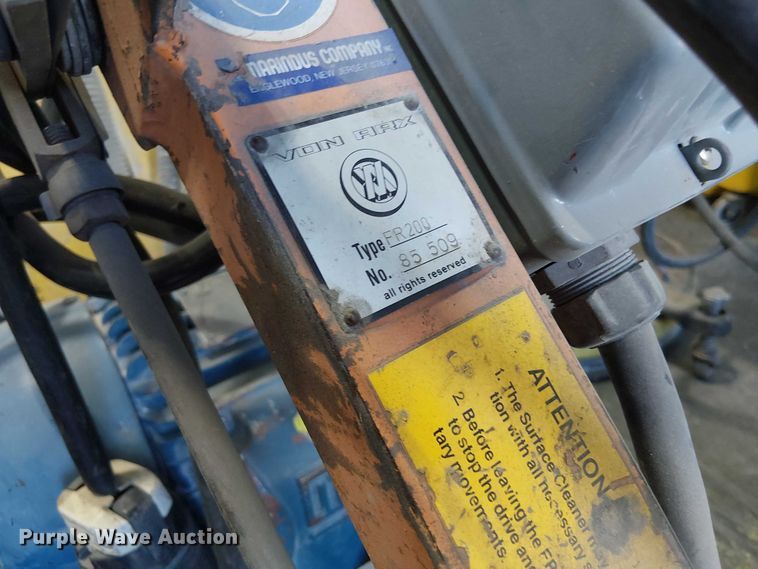 MARINDUS COMPANY INC.
ENGLEWOOD, NEW JERSEY
VON ARX
Type FR200
No. 85 509
all rights reserved
ATTENTION
1. The Surface Cleaner may
tion with all necessary s
2. Before leaving the FR
to stop the drive and
tary movements
Purple Wave Auction